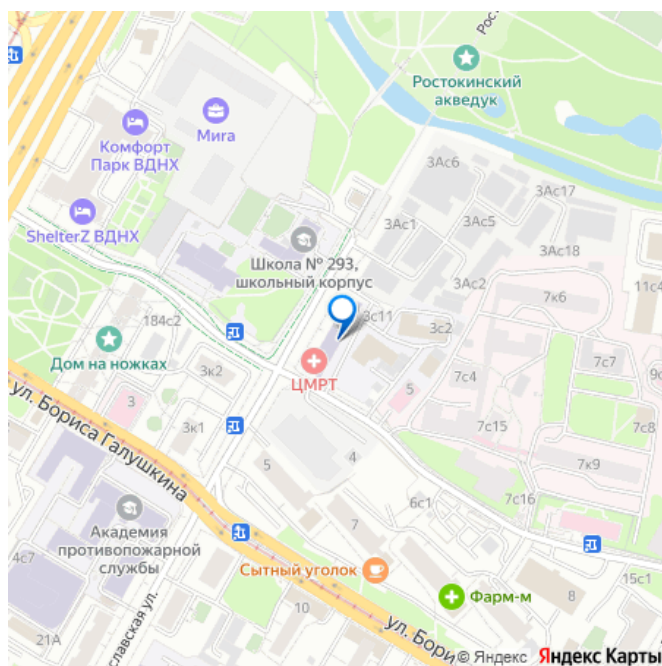 Ростокинский
акведук
Мира
Комфорт
Парк ВДНХ
3Ас6
3Ас17
3Ас1
3Ас5
ShelterZ ВДНХ
3Ас18
Школа № 293,
школьный корпус
3Ас2
7к6
11с4
184с2
3с11
3с2
7с7
Дом на ножках
3к2
ЦМРТ
5
7с4
7с8
3
3к1
7с15
ул. Бориса Галушкина
5
4
7к9
6с1
7с16
Академия
противопожарной
службы
7
4с7
Сытный уголок
15с1
Фарм-м
8
10
21А
славская ул.
ул. Бори
© Яндекс Яндекс Карты